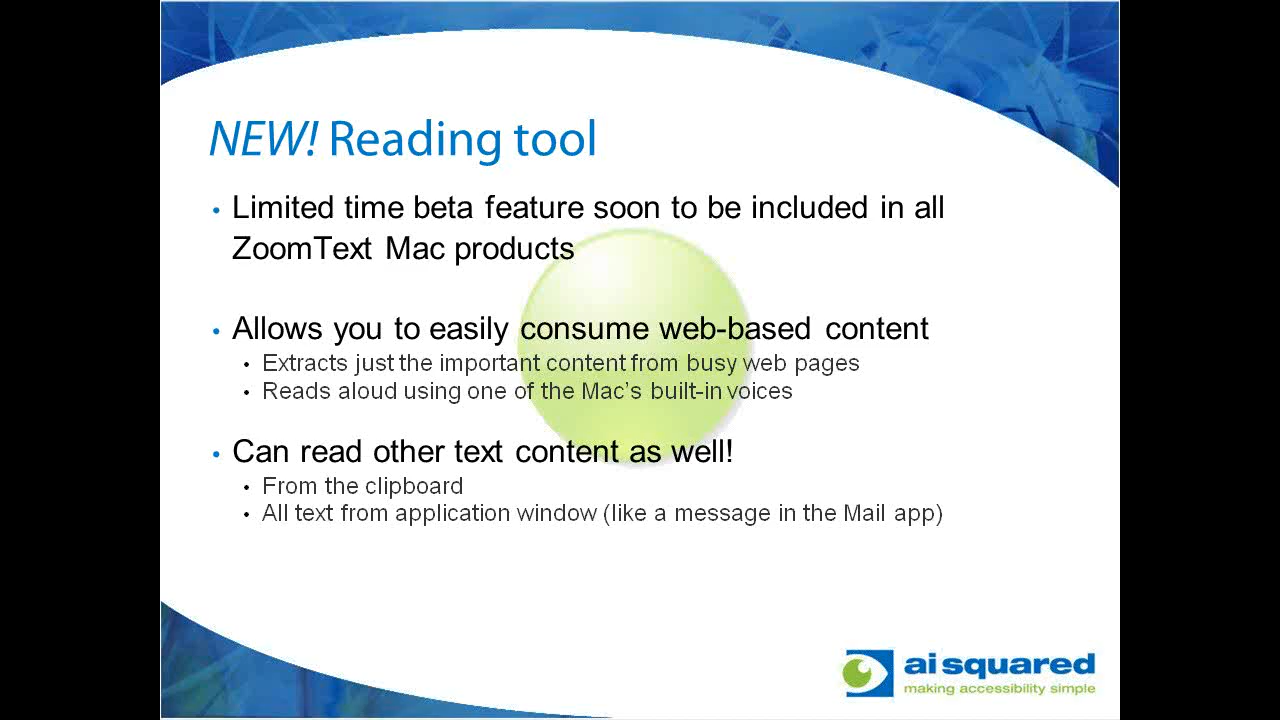 NEW! Reading tool
• Limited time beta feature soon to be included in all
ZoomText Mac products
• Allows you to easily consume web-based content
• Extracts just the important content from busy web pages
• Reads aloud using one of the Mac’s built-in voices
• Can read other text content as well!
• From the clipboard
• All text from application window (like a message in the Mail app)
ai squared
making accessibility simple